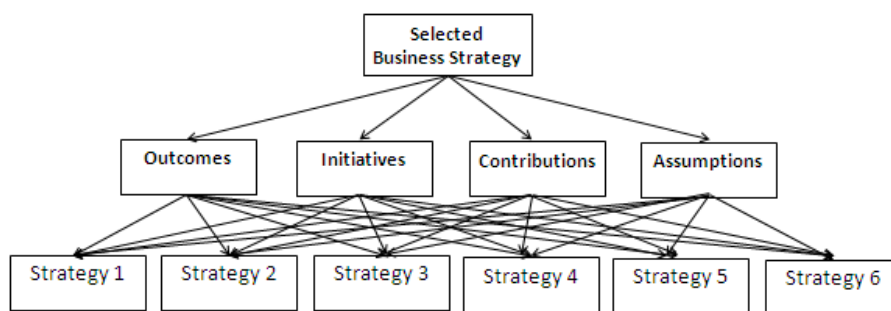 Selected
Business Strategy
Outcomes
Initiatives
Contributions
Assumptions
Strategy 1
Strategy 2
Strategy 3
Strategy 4
Strategy 5
Strategy 6